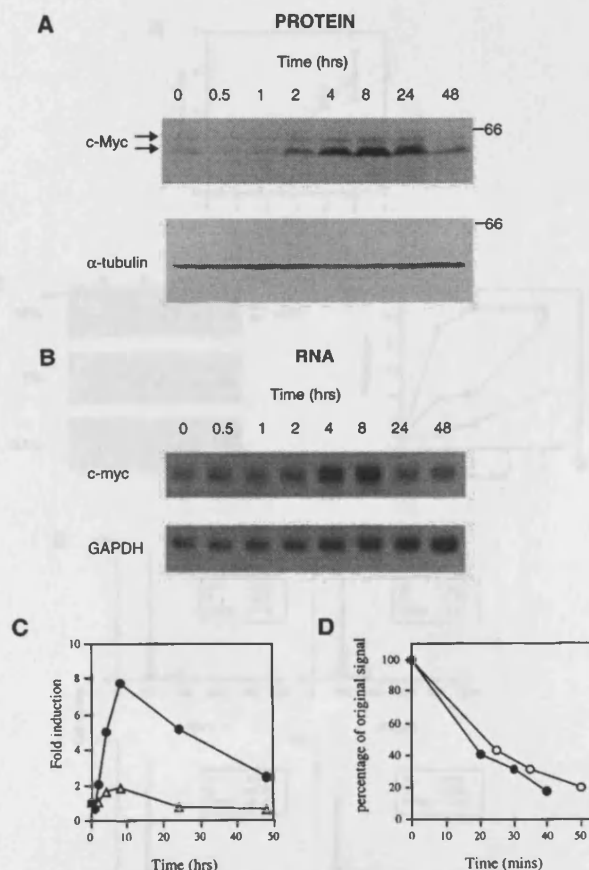 A
PROTEIN
Time (hrs)
0 0.5 1 2 4 8 24 48
c-Myc
66
66
α-tubulin
B
RNA
Time (hrs)
0 0.5 1 2 4 8 24 48
c-myc
GAPDH
C
Fold induction
10
8
6
4
2
0
0 10 20 30 40 50
Time (hrs)
D
percentage of original signal
100
80
60
40
20
0
0 20 30 40 50
Time (mins)